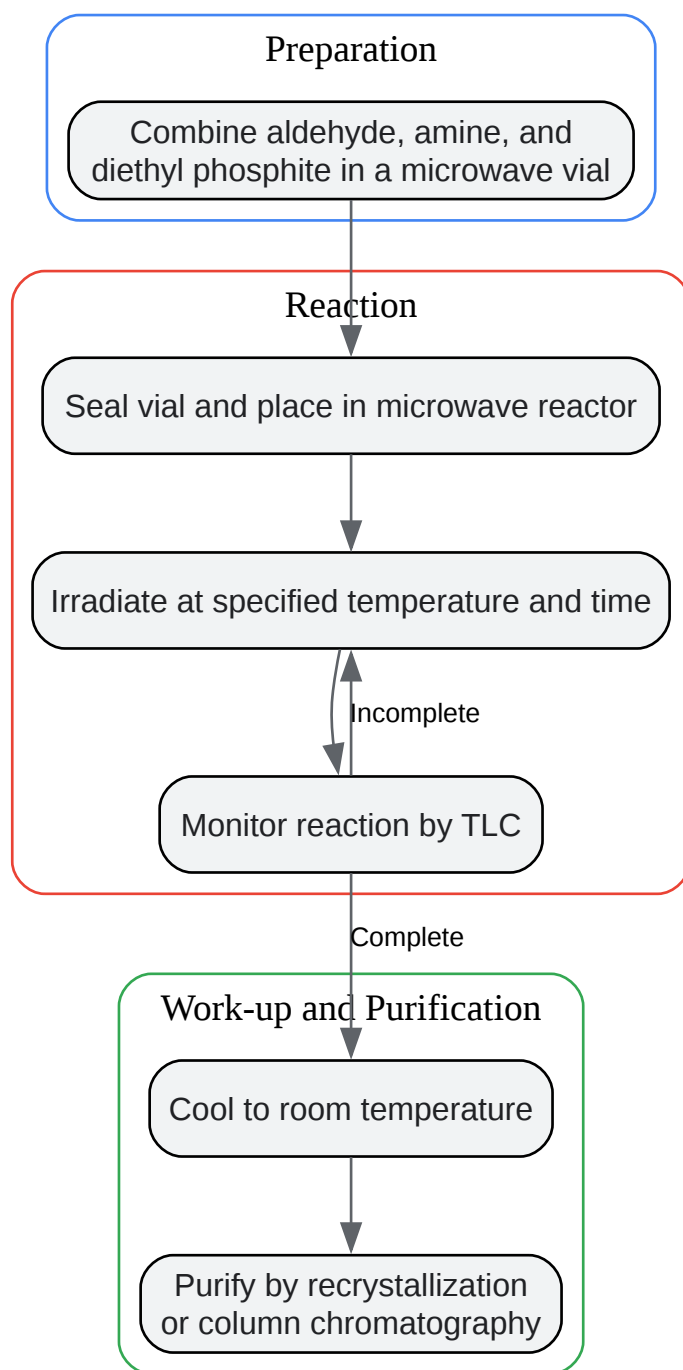 Preparation
Combine aldehyde, amine, and
diethyl phosphite in a microwave vial
Reaction
Seal vial and place in microwave reactor
Irradiate at specified temperature and time
Incomplete
Monitor reaction by TLC
Complete
Work-up and Purification
Cool to room temperature
Purify by recrystallization
or column chromatography